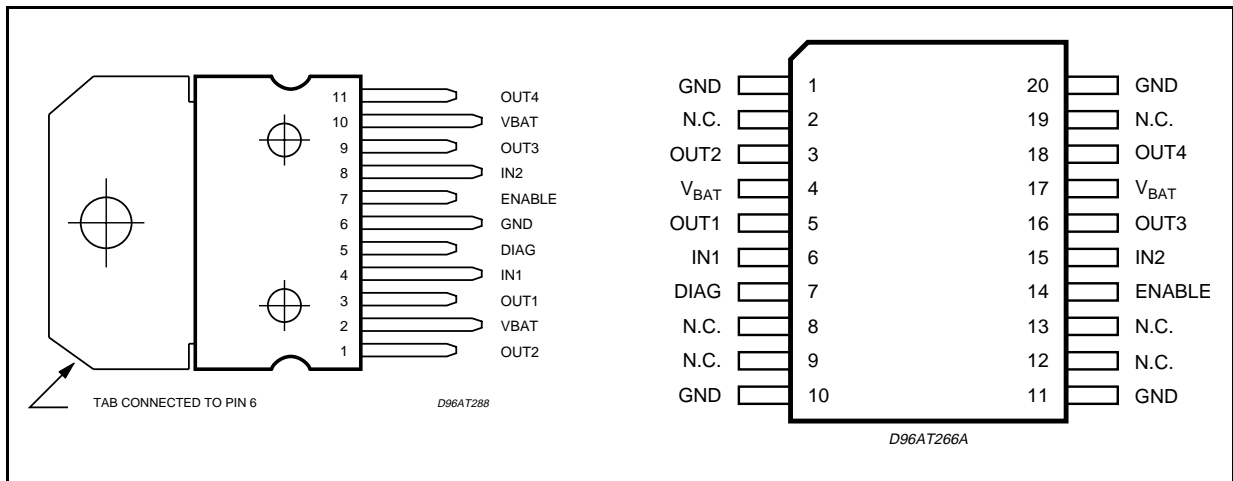 11 OUT4
10 VBAT
9 OUT3
8 IN2
7 ENABLE
6 GND
5 DIAG
4 IN1
3 OUT1
2 VBAT
1 OUT2
TAB CONNECTED TO PIN 6
D96AT288
GND 1 20 GND
N.C. 2 19 N.C.
OUT2 3 18 OUT4
VBAT 4 17 VBAT
OUT1 5 16 OUT3
IN1 6 15 IN2
DIAG 7 14 ENABLE
N.C. 8 13 N.C.
N.C. 9 12 N.C.
GND 10 11 GND
D96AT266A